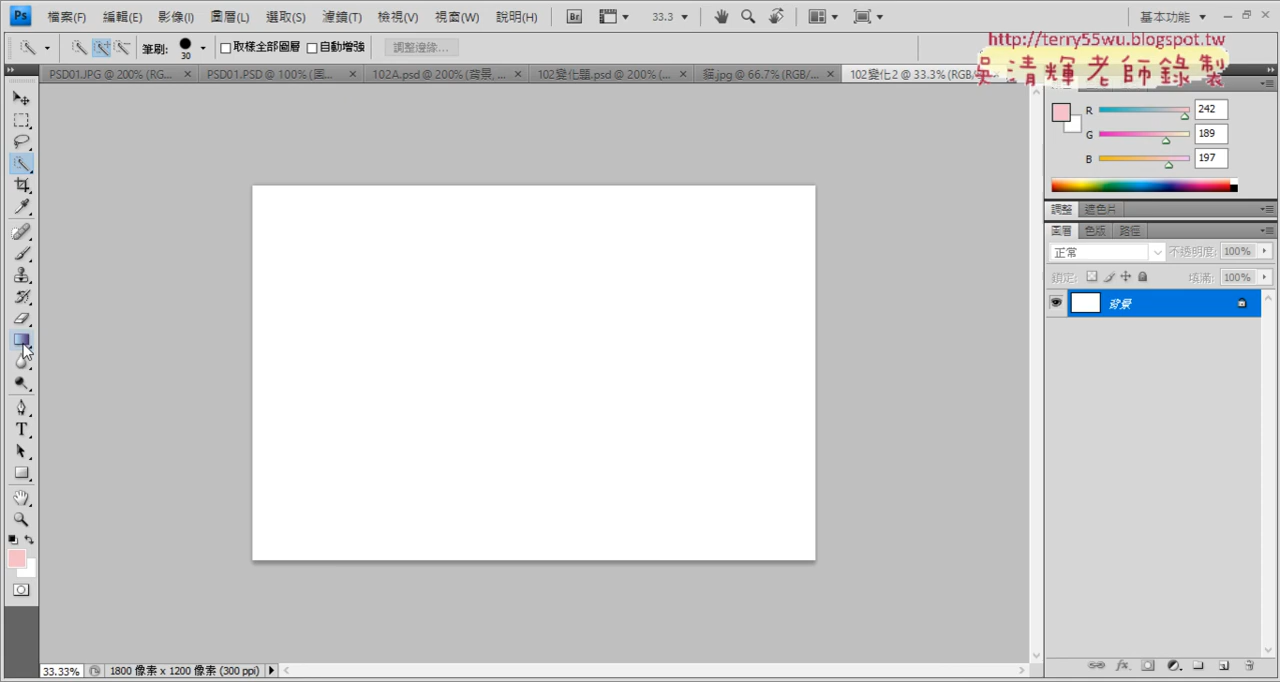 Ps 檔案(F) 編輯(E) 影像(I) 圖層(L) 選取(S) 濾鏡(T) 檢視(V) 視窗(W) 說明(H) Br 33.3 基本功能
http://terry55wu.blogspot.tw
筆刷: 30 取樣全部圖層 自動增強 調整邊緣...
吳清輝老師錄製
PSD01.JPG @ 200% (RG... PSD01.PSD @ 100% (圖... 102A.psd @ 200% (背景, ... 102變化題.psd @ 200% (... 貓.jpg @ 66.7% (RGB/... 102變化2 @ 33.3% (RGB/
R 242
G 189
B 197
調整 遮色片
圖層 色版 路徑
正常 不透明度: 100%
鎖定: 填滿: 100%
背景
T
fx
33.33% 1800 像素 x 1200 像素 (300 ppi)